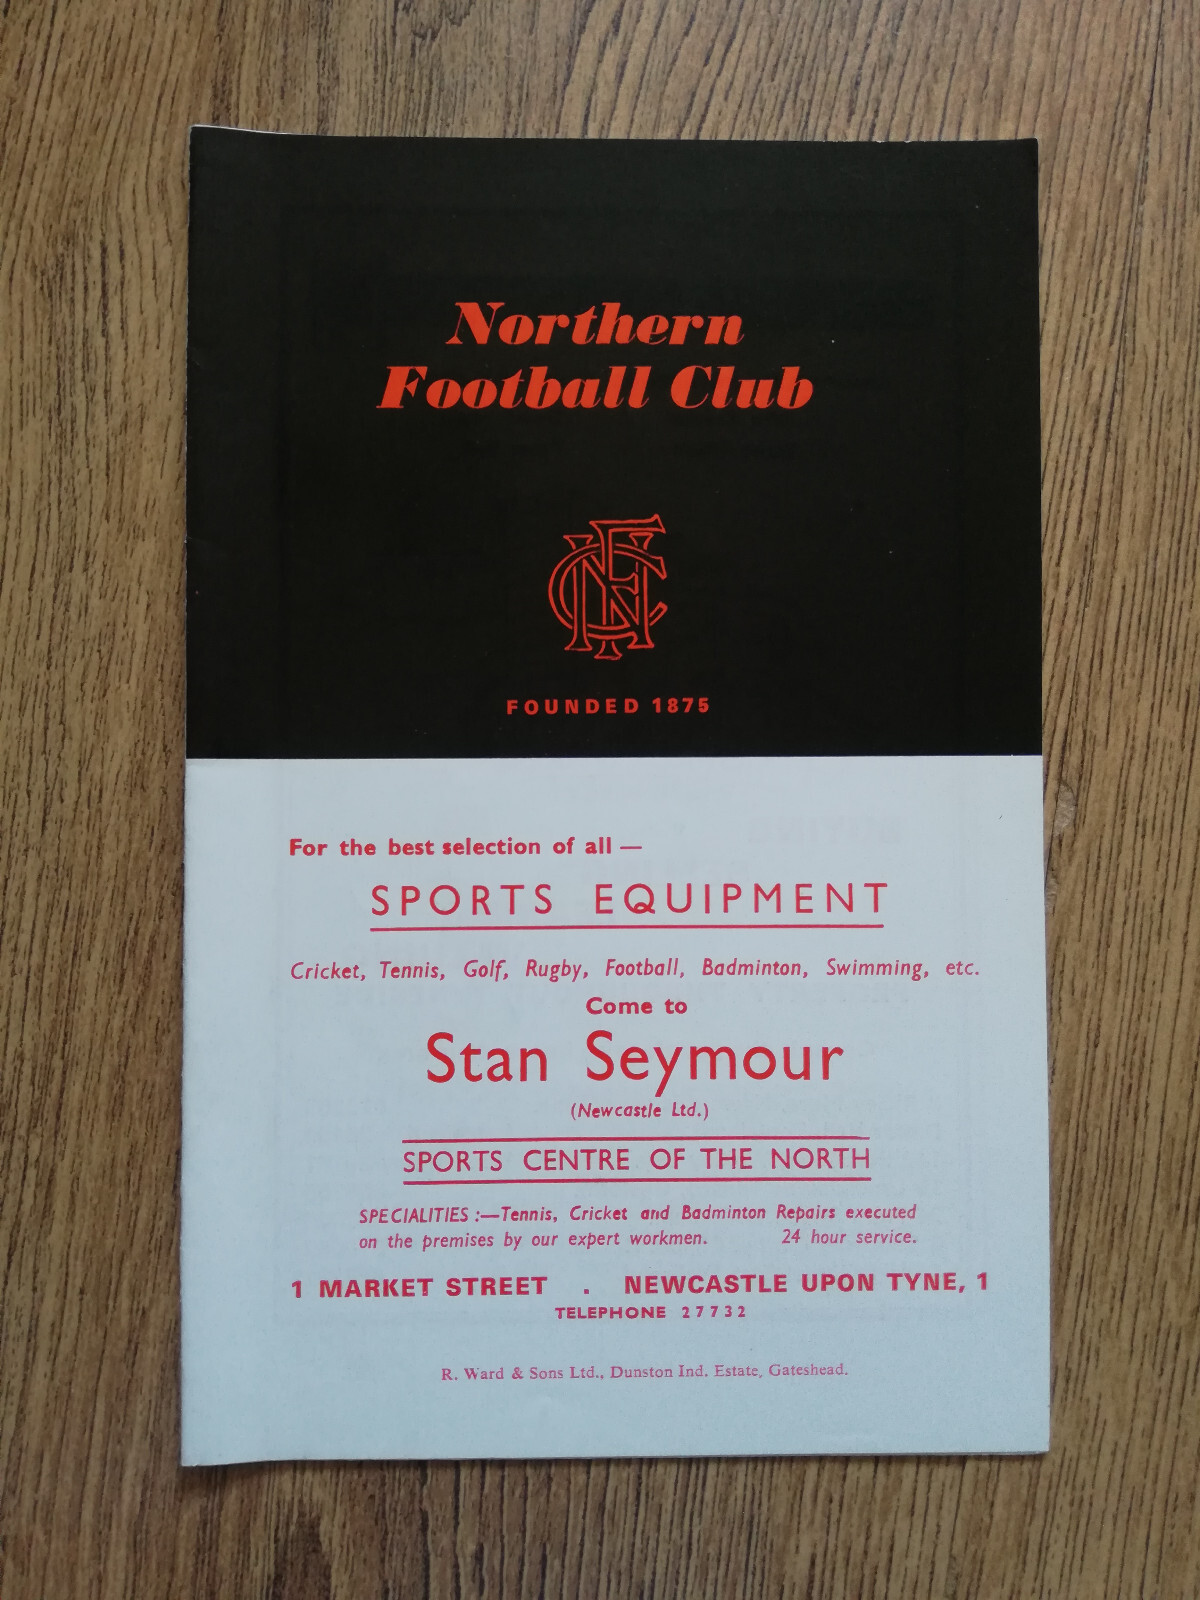 Northern
Football Club
NFC
FOUNDED 1875
For the best selection of all —
SPORTS EQUIPMENT
Cricket, Tennis, Golf, Rugby, Football, Badminton, Swimming, etc.
Come to
Stan Seymour
(Newcastle Ltd.)
SPORTS CENTRE OF THE NORTH
SPECIALITIES :—Tennis, Cricket and Badminton Repairs executed
on the premises by our expert workmen. 24 hour service.
1 MARKET STREET . NEWCASTLE UPON TYNE, 1
TELEPHONE 27732
R. Ward & Sons Ltd., Dunston Ind. Estate, Gateshead.